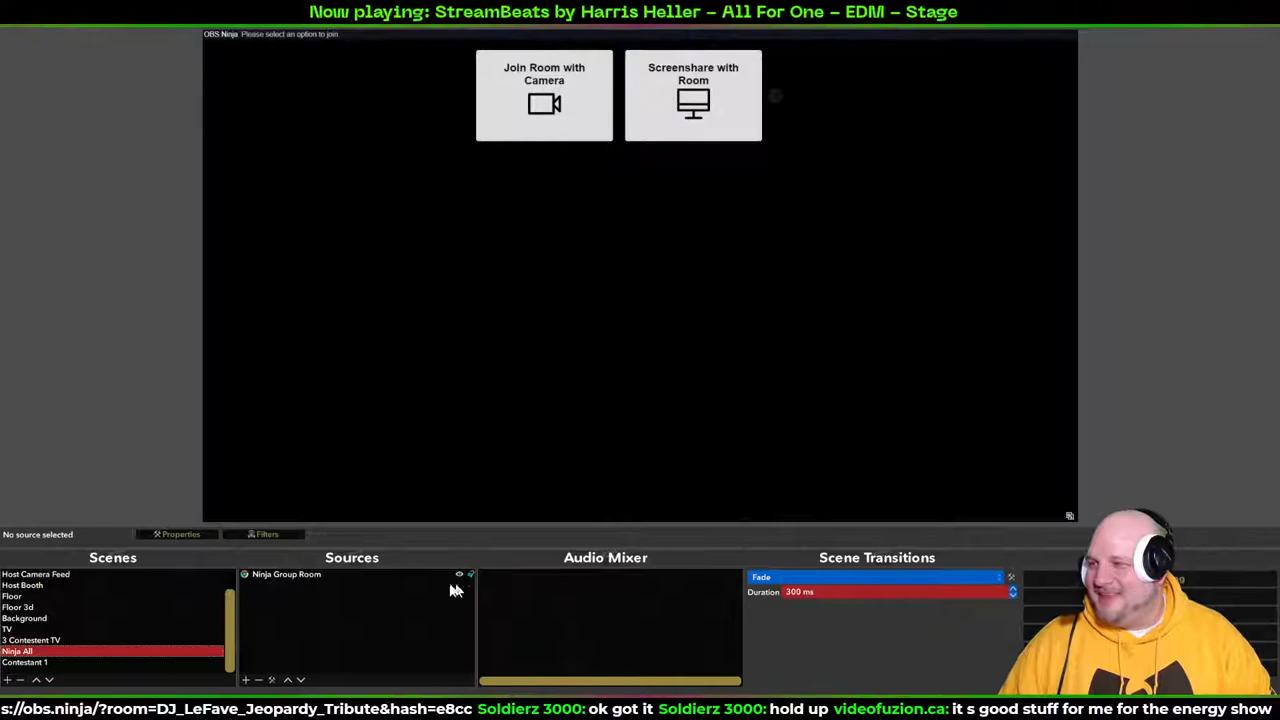 Now playing: StreamBeats by Harris Heller - All For One - EDM - Stage
OBS Ninja Please select an option to join.
Join Room with
Camera
Screenshare with
Room
No source selected
Properties
Filters
Scenes
Sources
Audio Mixer
Scene Transitions
Host Camera Feed
Host Booth
Floor
Floor 3d
Background
TV
3 Contestent TV
Ninja All
Contestant 1
Ninja Group Room
Fade
Duration 300 ms
s://obs.ninja/?room=DJ_LeFave_Jeopardy_Tribute&hash=e8cc Soldierz 3000: ok got it Soldierz 3000: hold up videofuzion.ca: it s good stuff for me for the energy show